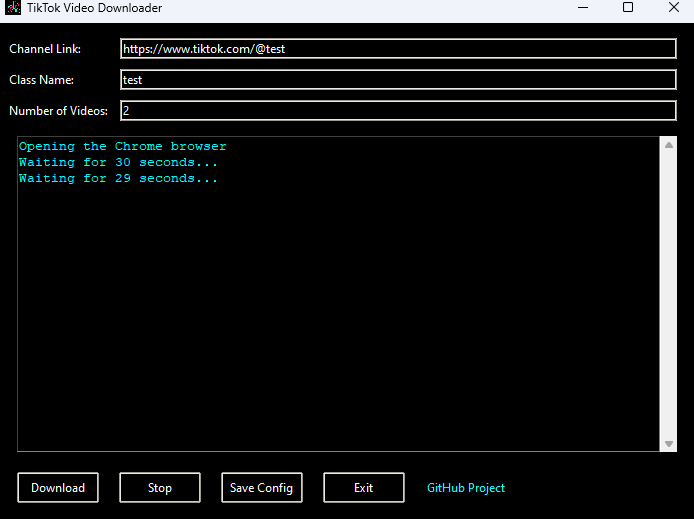 TikTok Video Downloader
Channel Link: https://www.tiktok.com/@test
Class Name: test
Number of Videos: 2
Opening the Chrome browser
Waiting for 30 seconds...
Waiting for 29 seconds...
Download Stop Save Config Exit GitHub Project